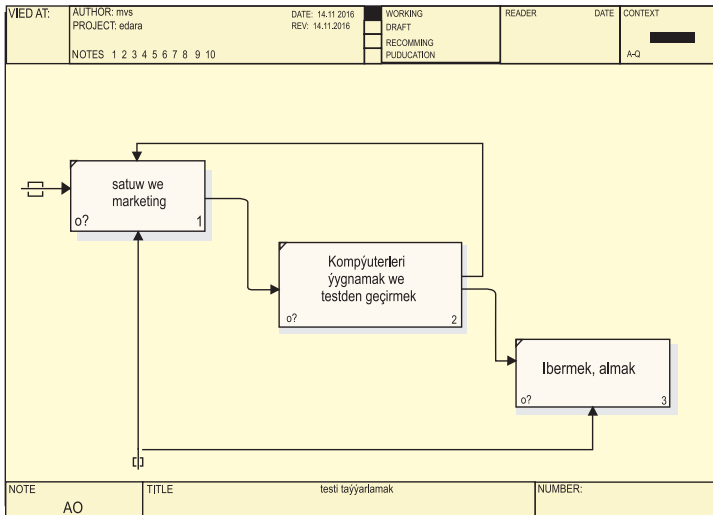 VIED AT:
AUTHOR: mvs
PROJECT: edara
NOTES 1 2 3 4 5 6 7 8 9 10
DATE: 14.11 2016
REV: 14.11.2016
WORKING
DRAFT
RECOMMING
PUDUCATION
READER
DATE
CONTEXT
A-Q
satuw we
marketing
o?
1
Kompýuterleri
ýygnamak we
testden geçirmek
o?
2
Ibermek, almak
o?
3
NOTE
AO
TITLE
testi taýýarlamak
NUMBER: